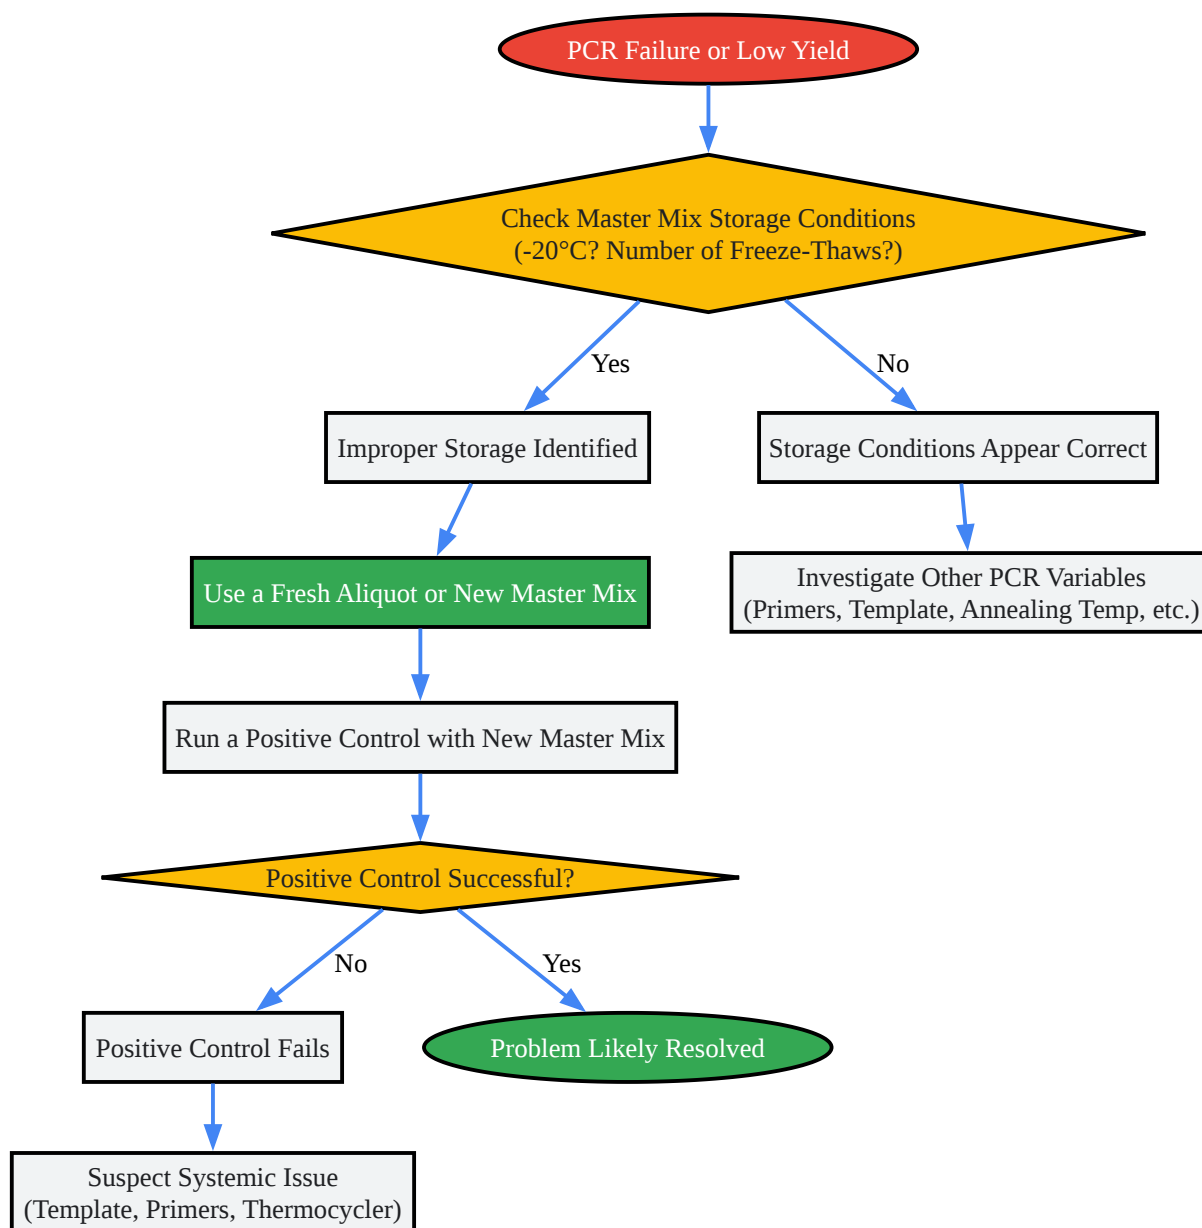 PCR Failure or Low Yield
Check Master Mix Storage Conditions
(-20°C? Number of Freeze-Thaws?)
Yes
No
Improper Storage Identified
Storage Conditions Appear Correct
Use a Fresh Aliquot or New Master Mix
Investigate Other PCR Variables
(Primers, Template, Annealing Temp, etc.)
Run a Positive Control with New Master Mix
Positive Control Successful?
No
Yes
Positive Control Fails
Problem Likely Resolved
Suspect Systemic Issue
(Template, Primers, Thermocycler)